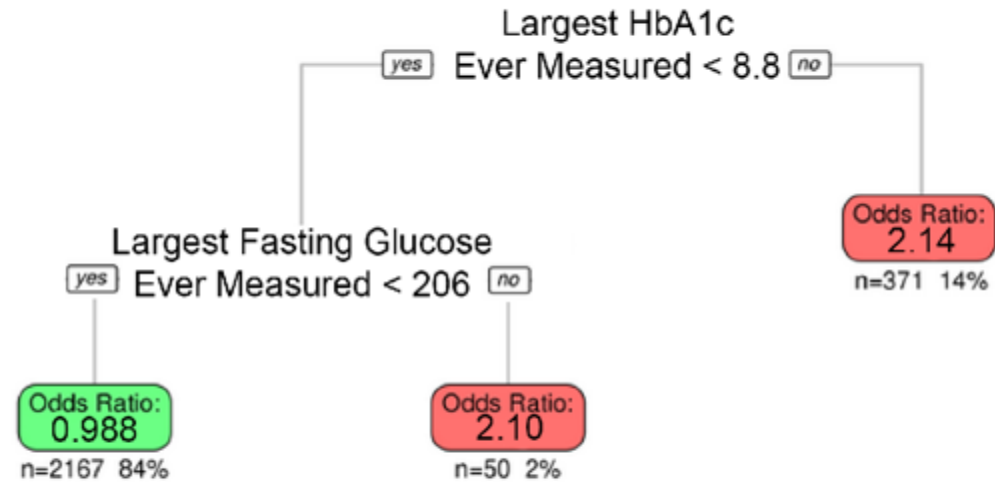 Largest HbA1c
yes Ever Measured < 8.8 no
Odds Ratio:
2.14
n=371 14%
Largest Fasting Glucose
yes Ever Measured < 206 no
Odds Ratio:
0.988
n=2167 84%
Odds Ratio:
2.10
n=50 2%